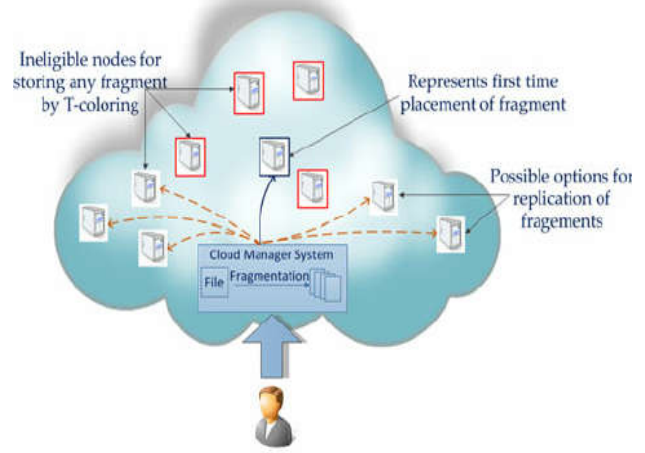 Ineligible nodes for
storing any fragment
by T-coloring
Represents first time
placement of fragment
Possible options for
replication of
fragements
Cloud Manager System
File
Fragmentation